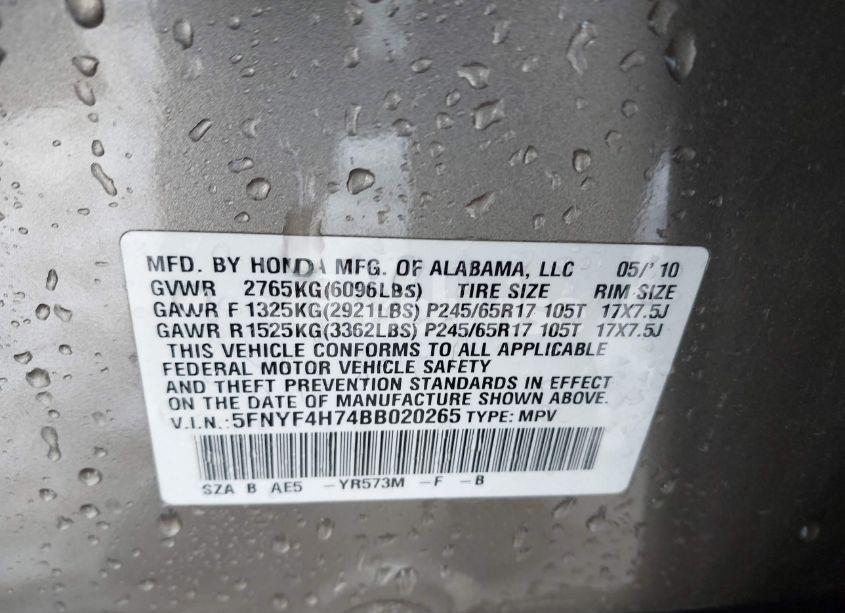 MFD. BY HONDA MFG. OF ALABAMA, LLC 05/'10
GVWR 2765KG(6096LBS) TIRE SIZE RIM SIZE
GAWR F 1325KG(2921LBS) P245/65R17 105T 17X7.5J
GAWR R1525KG(3362LBS) P245/65R17 105T 17X7.5J
THIS VEHICLE CONFORMS TO ALL APPLICABLE
FEDERAL MOTOR VEHICLE SAFETY
AND THEFT PREVENTION STANDARDS IN EFFECT
ON THE DATE OF MANUFACTURE SHOWN ABOVE.
V.I.N.: 5FNYF4H74BB020265 TYPE: MPV
SZA B AE5 -YR573M -F -B